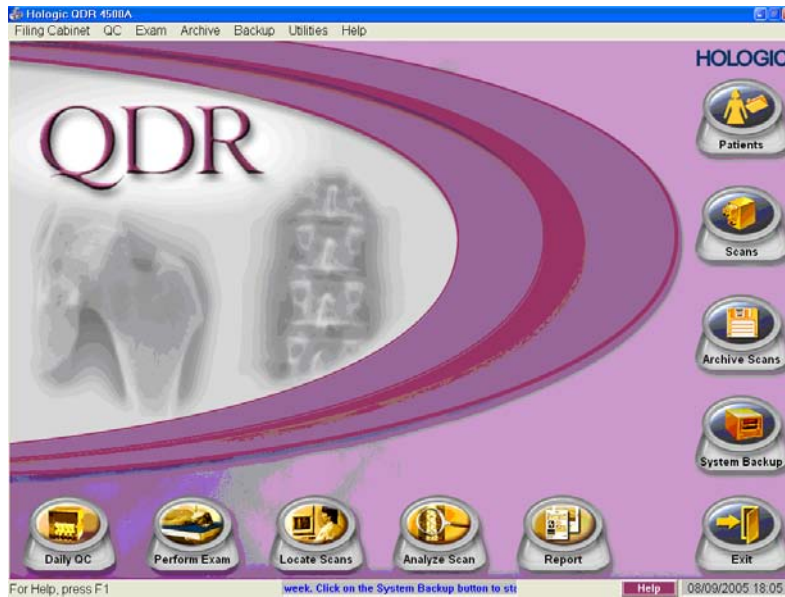 Hologic QDR 4500A
Filing Cabinet QC Exam Archive Backup Utilities Help
HOLOGIC
QDR
Patients
Scans
Archive Scans
System Backup
Daily QC Perform Exam Locate Scans Analyze Scan Report Exit
For Help, press F1 week. Click on the System Backup button to sta Help 08/09/2005 18:05